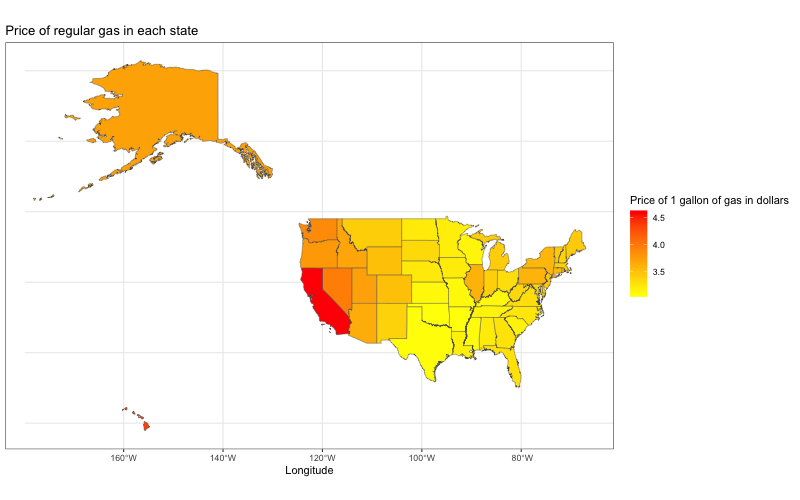 Price of regular gas in each state
Price of 1 gallon of gas in dollars
4.5
4.0
3.5
160°W 140°W 120°W 100°W 80°W
Longitude